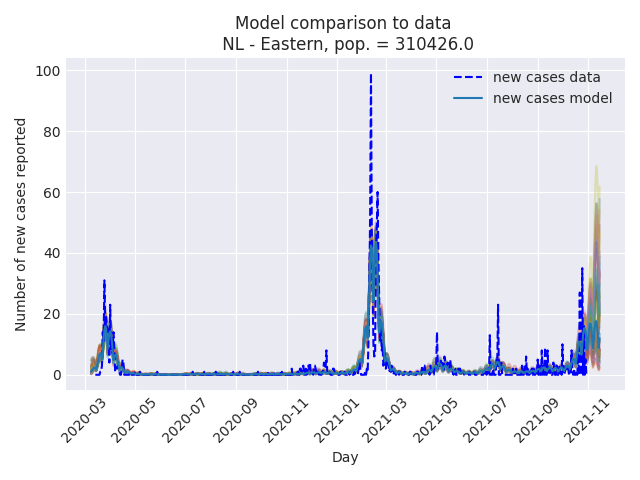 Model comparison to data
NL - Eastern, pop. = 310426.0
new cases data
new cases model
Number of new cases reported
100
80
60
40
20
0
2020-03
2020-05
2020-07
2020-09
2020-11
2021-01
2021-03
2021-05
2021-07
2021-09
2021-11
Day